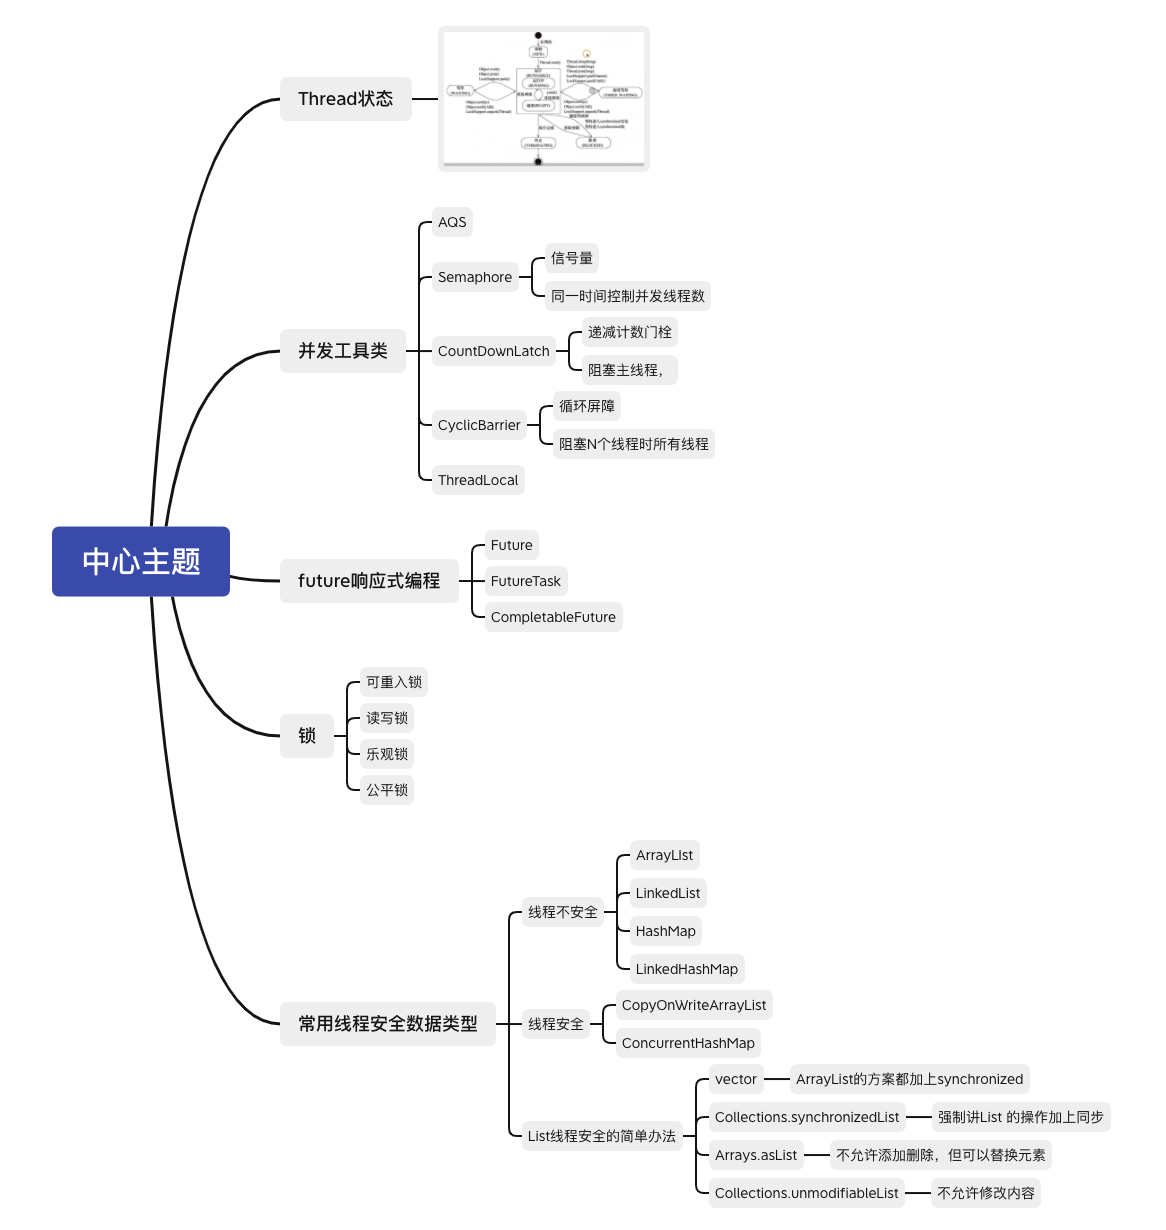 Thread状态
AQS
Semaphore
信号量
同一时间控制并发线程数
并发工具类
CountDownLatch
递减计数门栓
阻塞主线程，
CyclicBarrier
循环屏障
阻塞N个线程时所有线程
ThreadLocal
中心主题
future响应式编程
Future
FutureTask
CompletableFuture
锁
可重入锁
读写锁
乐观锁
公平锁
常用线程安全数据类型
线程不安全
ArrayLIst
LinkedList
HashMap
LinkedHashMap
线程安全
CopyOnWriteArrayList
ConcurrentHashMap
List线程安全的简单办法
vector
ArrayList的方案都加上synchronized
Collections.synchronizedList
强制讲List 的操作加上同步
Arrays.asList
不允许添加删除，但可以替换元素
Collections.unmodifiableList
不允许修改内容